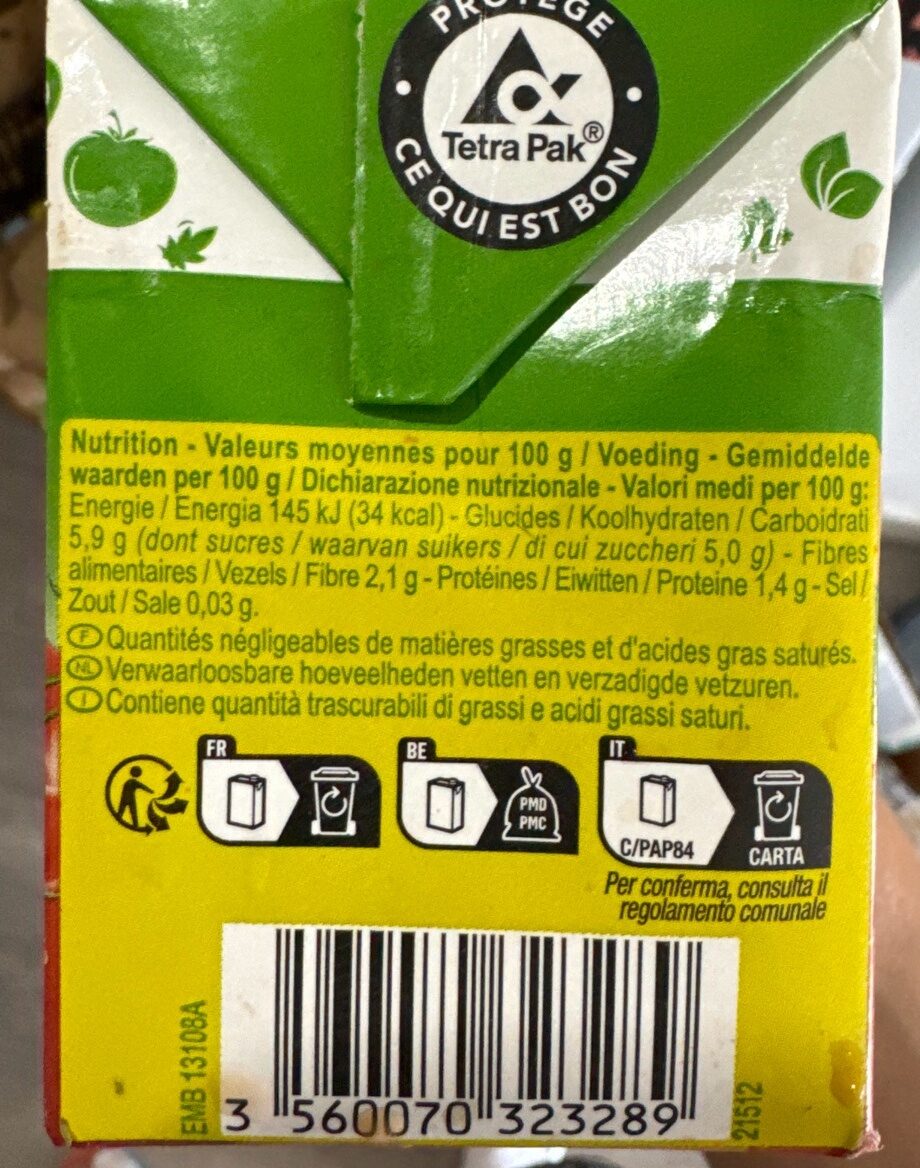 PROTÈGE
Tetra Pak®
CE QUI EST BON
Nutrition - Valeurs moyennes pour 100 g / Voeding - Gemiddelde
waarden per 100 g / Dichiarazione nutrizionale - Valori medi per 100 g:
Energie / Energia 145 kJ (34 kcal) - Glucides / Koolhydraten / Carboidrati
5,9 g (dont sucres / waarvan suikers / di cui zuccheri 5,0 g) - Fibres
alimentaires / Vezels / Fibre 2,1 g - Protéines / Eiwitten / Proteine 1,4 g - Sel /
Zout / Sale 0,03 g.
F Quantités négligeables de matières grasses et d'acides gras saturés.
NL Verwaarloosbare hoeveelheden vetten en verzadigde vetzuren.
I Contiene quantità trascurabili di grassi e acidi grassi saturi.
FR BE IT
PMD
PMC
C/PAP84 CARTA
Per conferma, consulta il
regolamento comunale
EMB 13108A
3 560070 323289
21512